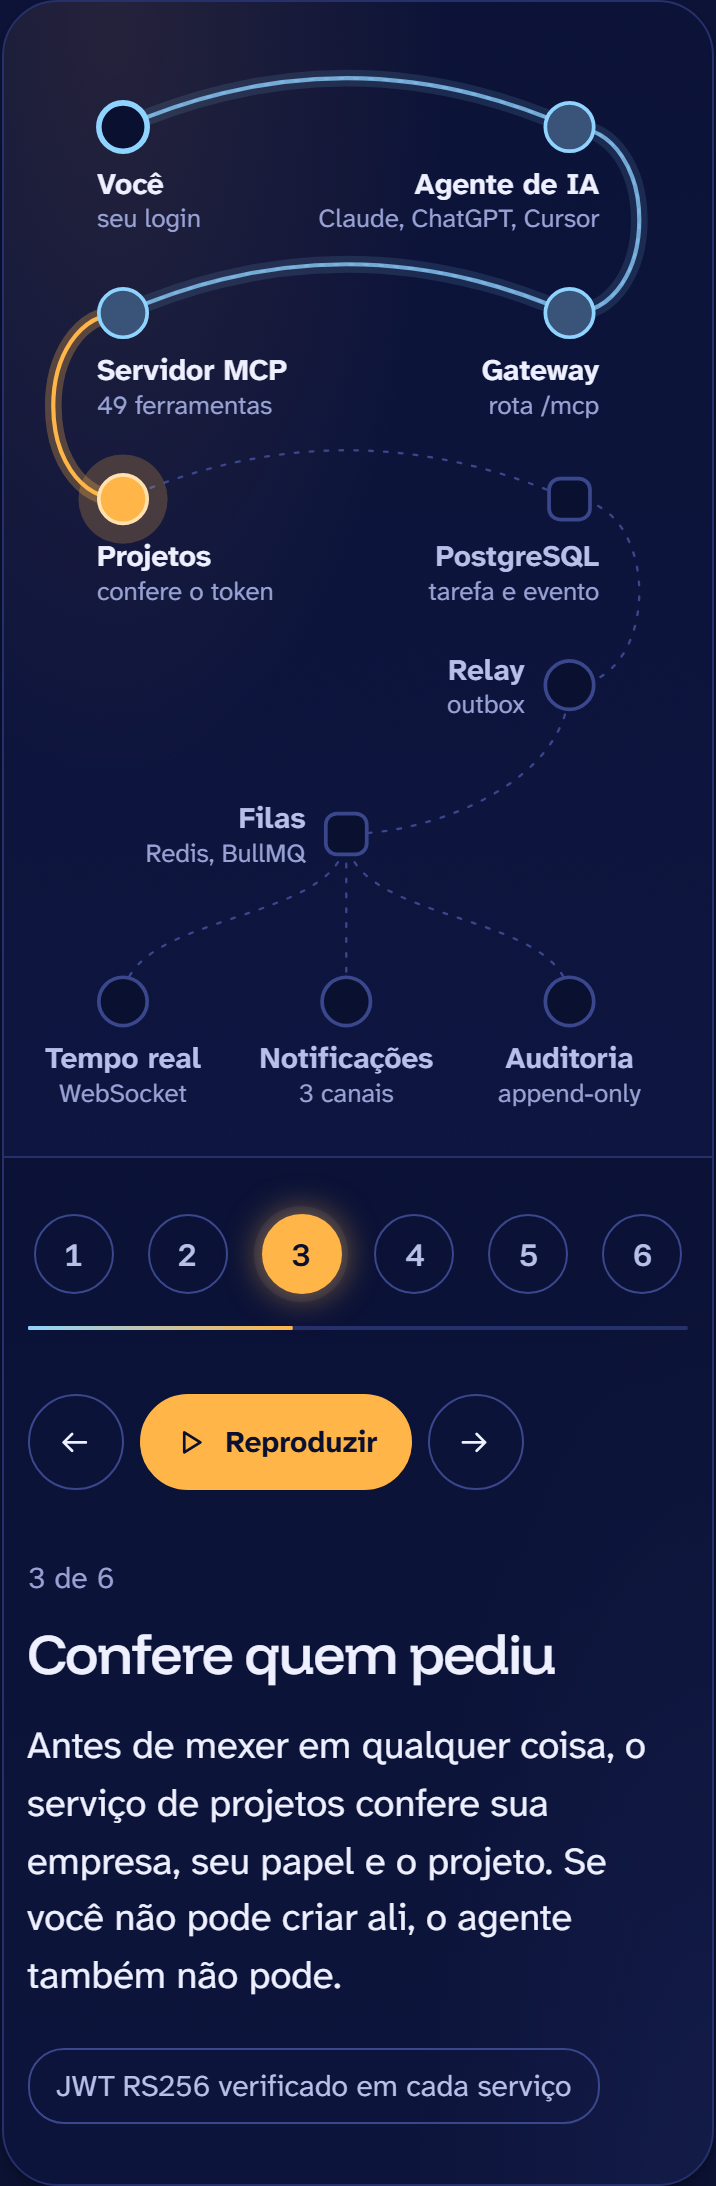 Você
seu login
Agente de IA
Claude, ChatGPT, Cursor
Servidor MCP
49 ferramentas
Gateway
rota /mcp
Projetos
confere o token
PostgreSQL
tarefa e evento
Relay
outbox
Filas
Redis, BullMQ
Tempo real
WebSocket
Notificações
3 canais
Auditoria
append-only
1 2 3 4 5 6
Reproduzir
3 de 6
Confere quem pediu
Antes de mexer em qualquer coisa, o
serviço de projetos confere sua
empresa, seu papel e o projeto. Se
você não pode criar ali, o agente
também não pode.
JWT RS256 verificado em cada serviço